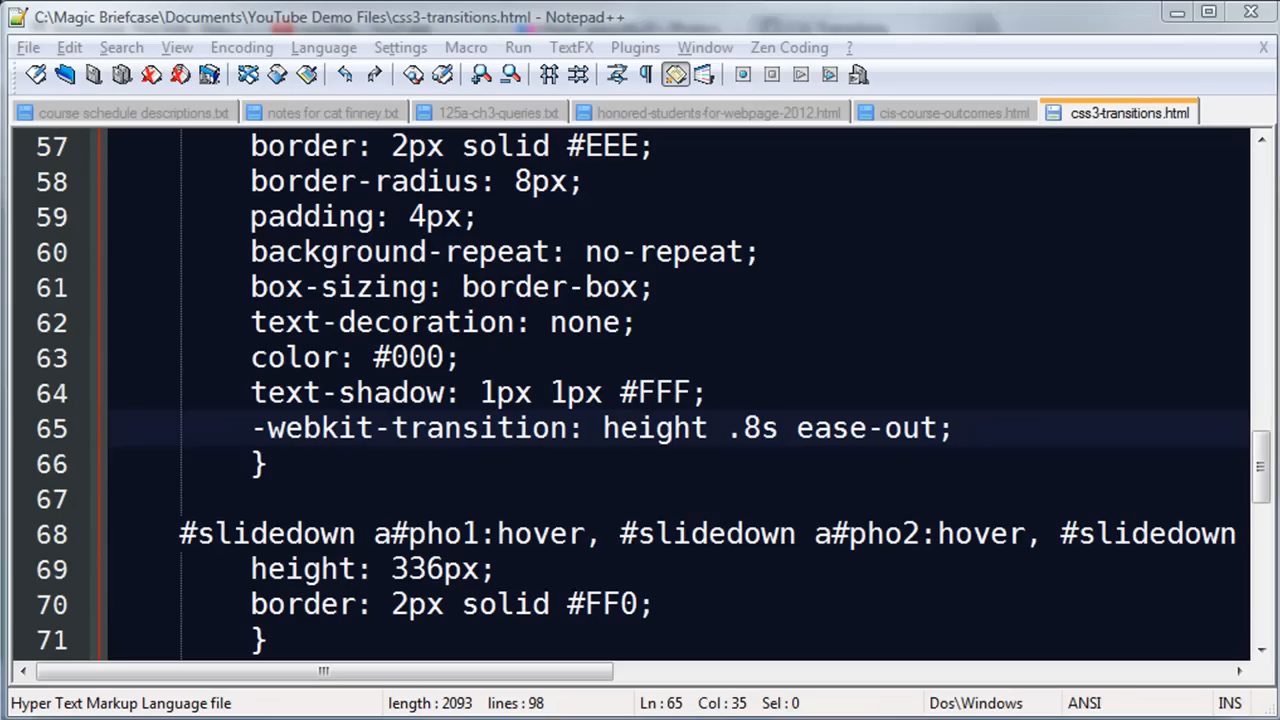 C:\Magic Briefcase\Documents\YouTube Demo Files\css3-transitions.html - Notepad++
File Edit Search View Encoding Language Settings Macro Run TextFX Plugins Window Zen Coding ? X
course schedule descriptions.txt notes for cat finney.txt 125a-ch3-queries.txt honored-students-for-webpage-2012.html cis-course-outcomes.html css3-transitions.html
57 border: 2px solid #EEE;
58 border-radius: 8px;
59 padding: 4px;
60 background-repeat: no-repeat;
61 box-sizing: border-box;
62 text-decoration: none;
63 color: #000;
64 text-shadow: 1px 1px #FFF;
65 -webkit-transition: height .8s ease-out;
66 }
67
68 #slidedown a#pho1:hover, #slidedown a#pho2:hover, #slidedown
69 height: 336px;
70 border: 2px solid #FF0;
71 }
Hyper Text Markup Language file length : 2093 lines : 98 Ln : 65 Col : 35 Sel : 0 Dos\Windows ANSI INS